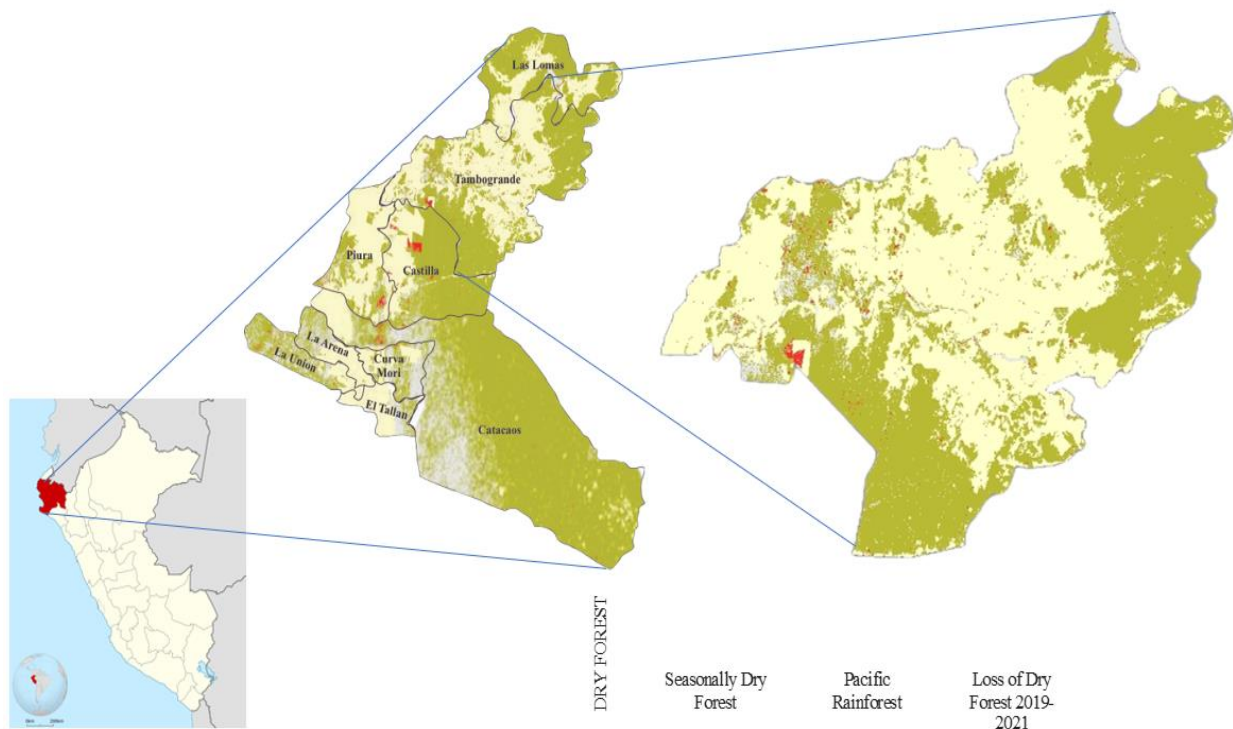 Las Lomas
Tambogrande
Piura
Castilla
La Arena
La Union
Curva
Mori
El Tallan
Catacaos
DRY FOREST
Seasonally Dry
Forest
Pacific
Rainforest
Loss of Dry
Forest 2019-
2021